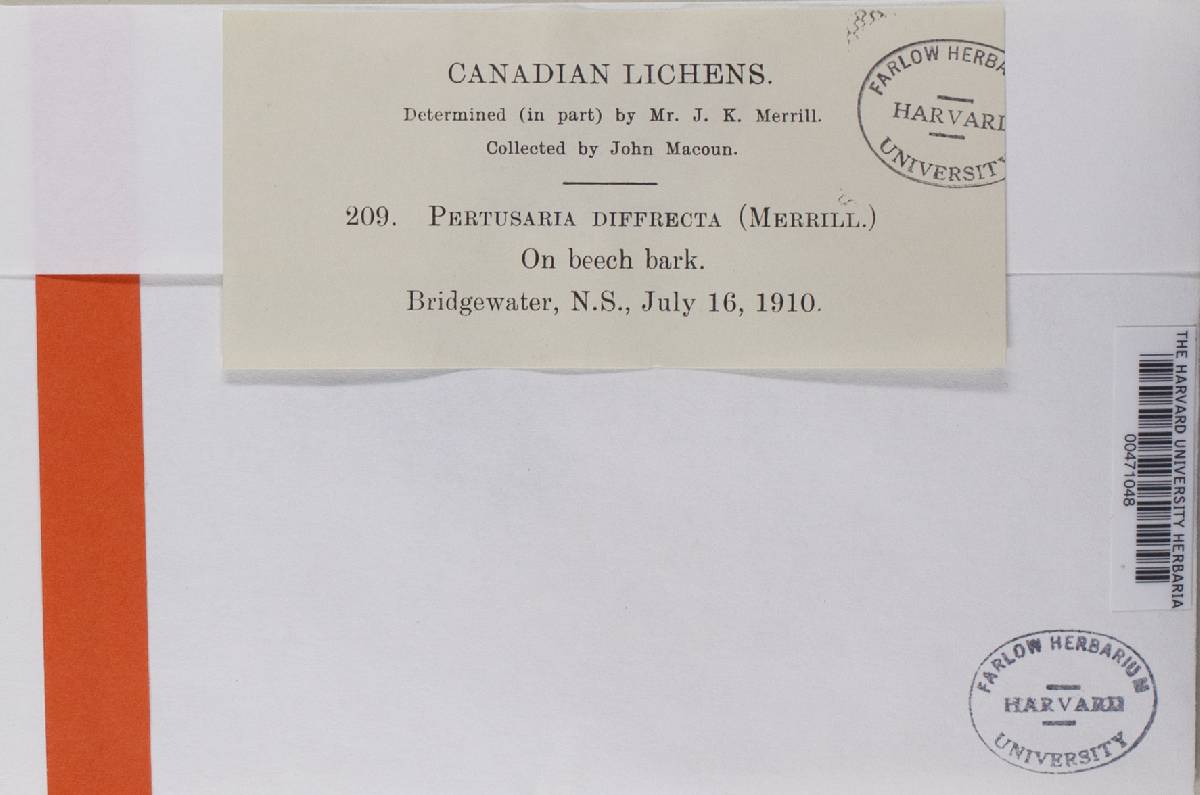 CANADIAN LICHENS.
Determined (in part) by Mr. J. K. Merrill.
Collected by John Macoun.
209. PERTUSARIA DIFFRECTA (MERRILL.)
On beech bark.
Bridgewater, N.S., July 16, 1910.
FARLOW HERBA
HARVARD
UNIVERSITY
THE HARVARD UNIVERSITY HERBARIA
00471048
FARLOW HERBARIUM
HARVARD
UNIVERSITY